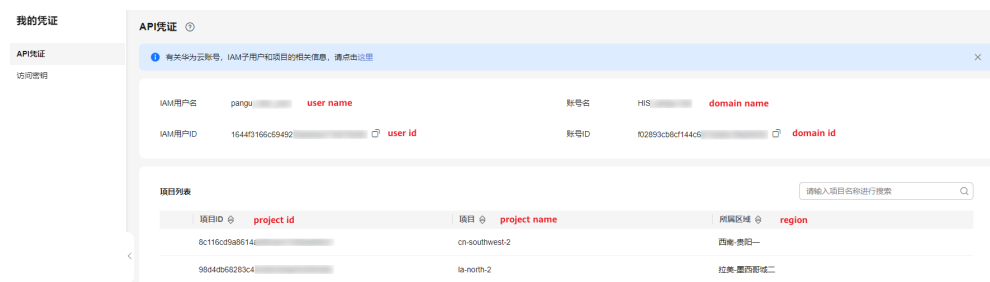 我的凭证
API凭证
API凭证
访问密钥
有关华为云账号，IAM子用户和项目的相关信息，请点击这里
IAM用户名 pangu user name 账号名 HIS domain name
IAM用户ID 1644f3166c69492 user id 账号ID f02893cb8cf144c6 domain id
项目列表 请输入项目名称进行搜索
项目ID project id 项目 project name 所属区域 region
8c116cd9a8614a cn-southwest-2 西南-贵阳一
98d4db68283c4 la-north-2 拉美-墨西哥城二